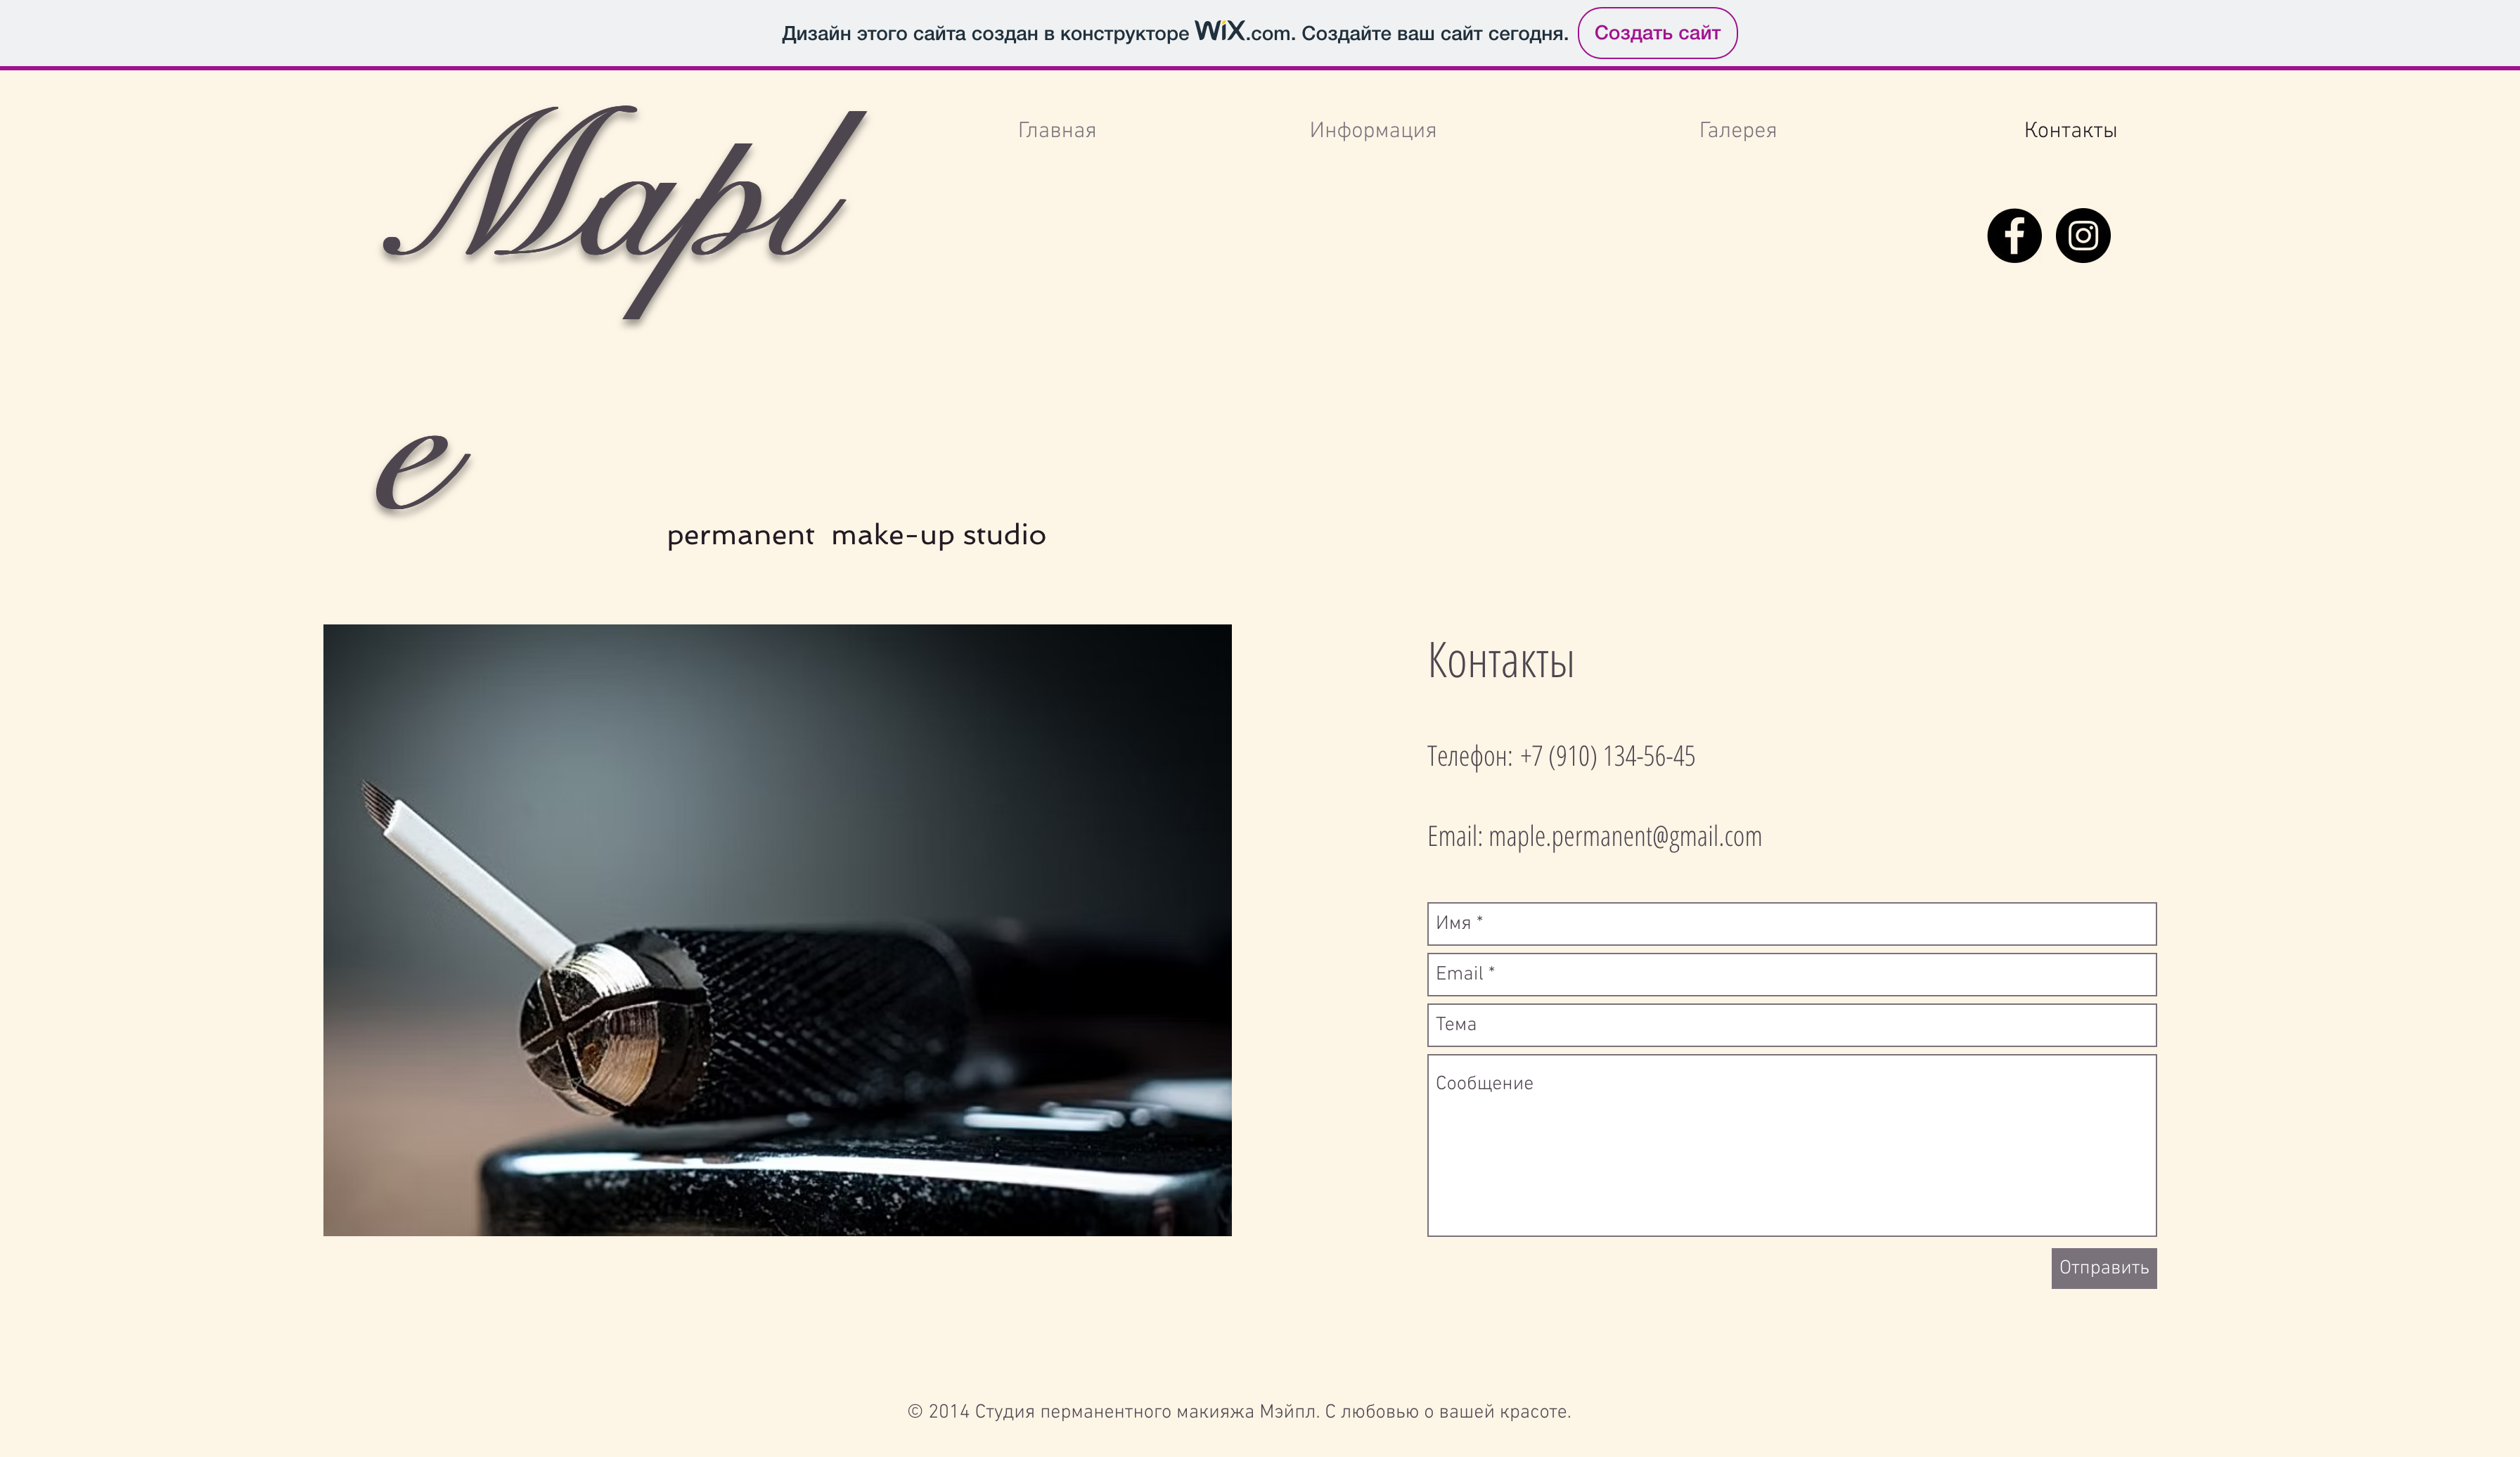 Дизайн этого сайта создан в конструкторе WiX.com. Создайте ваш сайт сегодня. Создать сайт
Главная Информация Галерея Контакты
Mapl
e
permanent make-up studio
Контакты
Телефон: +7 (910) 134-56-45
Email: maple.permanent@gmail.com
Имя *
Email *
Тема
Сообщение
Отправить
© 2014 Студия перманентного макияжа Мэйпл. С любовью о вашей красоте.